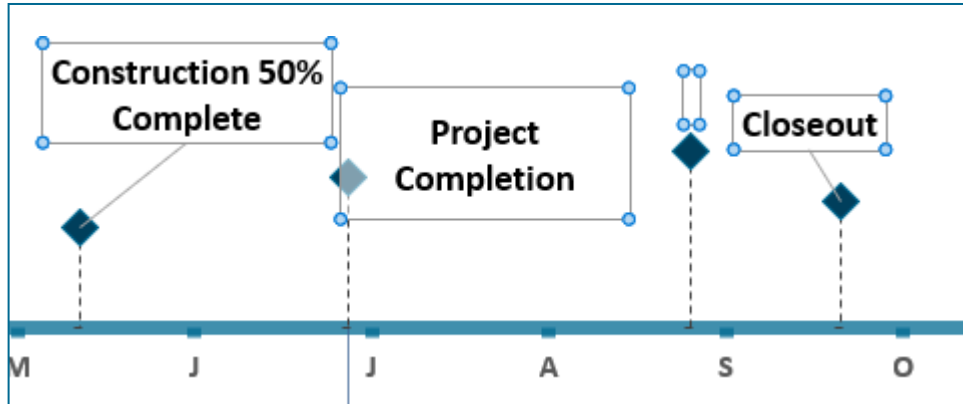 Construction 50%
Complete
Project
Completion
Closeout
M J J A S O